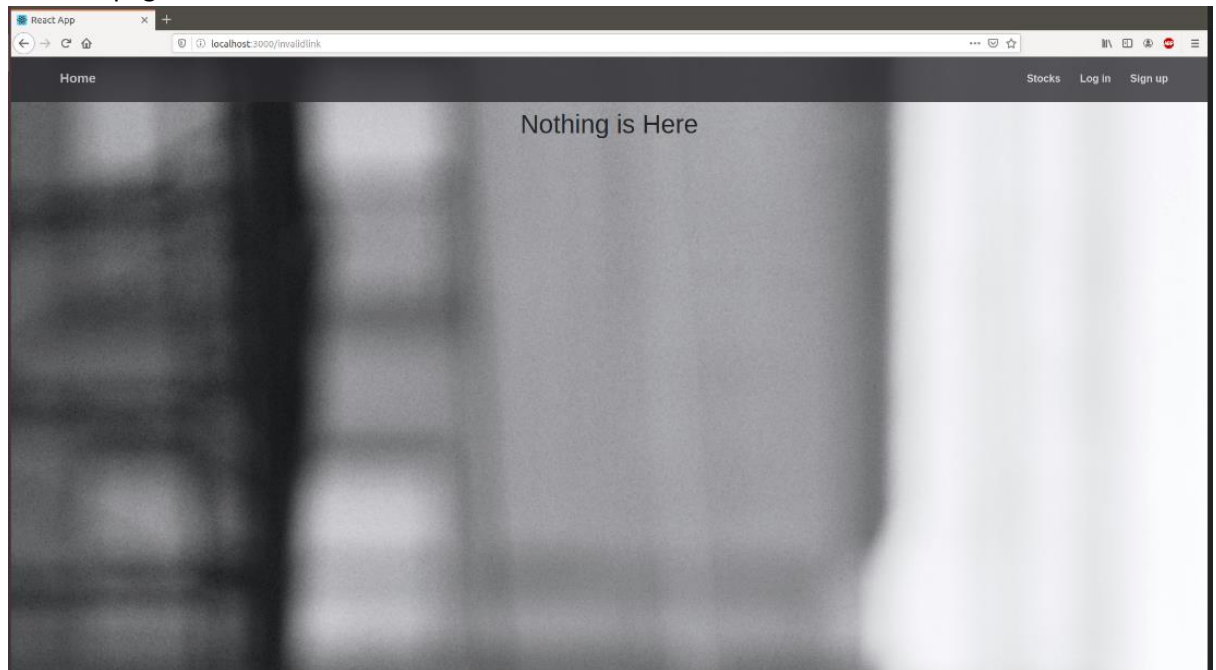 React App
localhost:3000/invalidlink
Home
Stocks Log in Sign up
Nothing is Here